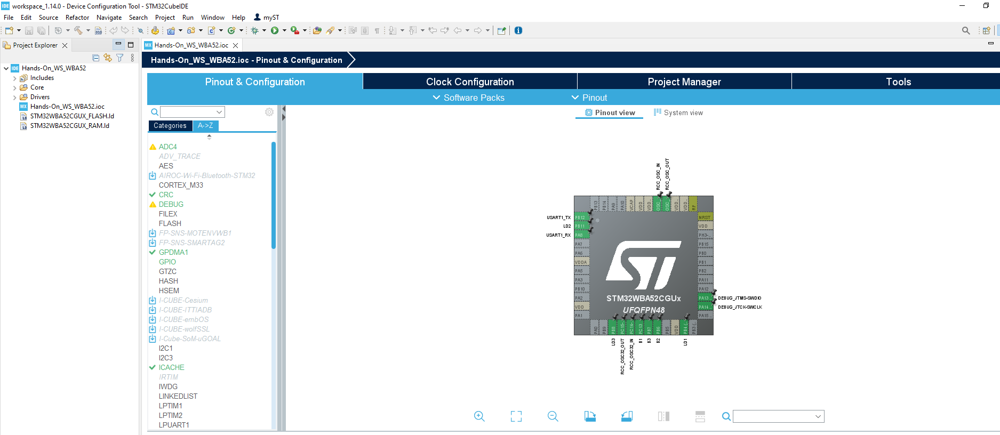 IDE workspace_1.14.0 - Device Configuration Tool - STM32CubeIDE
File Edit Source Refactor Navigate Search Project Run Window Help myST
Project Explorer
MX Hands-On_WS_WBA52.ioc
IDE Hands-On_WS_WBA52
Includes
Core
Drivers
MX Hands-On_WS_WBA52.ioc
STM32WBA52CGUX_FLASH.ld
STM32WBA52CGUX_RAM.ld
Hands-On_WS_WBA52.ioc - Pinout & Configuration
Pinout & Configuration
Clock Configuration
Project Manager
Tools
Software Packs
Pinout
Pinout view
System view
Categories
A->Z
ADC4
ADV_TRACE
AES
AIROC-Wi-Fi-Bluetooth-STM32
CORTEX_M33
CRC
DEBUG
FILEX
FLASH
FP-SNS-MOTENVWB1
FP-SNS-SMARTAG2
GPDMA1
GPIO
GTZC
HASH
HSEM
I-CUBE-Cesium
I-CUBE-ITTIADB
I-CUBE-embOS
I-CUBE-wolfSSL
I-Cube-SoM-uGOAL
I2C1
I2C3
ICACHE
IRTIM
IWDG
LINKEDLIST
LPTIM1
LPTIM2
LPUART1
RCC_OSC_IN
RCC_OSC_OUT
PB13
PB14
PA9
PA10
VCAP
VDD
VDD..
OSC_
OSC_
VDD..
VDD..
RF
USART1_TX
LD2
USART1_RX
PB12
PB11
PA8
PA7
PA6
VDDA
PA5
PA3
PB10
PA2
VDD
PA1
NRST
VDD
PH3-..
PB15
PB0
PB1
PB2
PA11
PA12
PA13..
PA14..
PA15..
DEBUG_JTMS-SWDIO
DEBUG_JTCK-SWCLK
ST
STM32WBA52CGUx
UFQFPN48
PA0
PB9
PB8
PC15-
PC14-
PC13
PB7
PB6
PB5
VDD
PB4 (..
PB3 (..
LD3
RCC_OSC32_OUT
RCC_OSC32_IN
B1
B3
B2
LD1